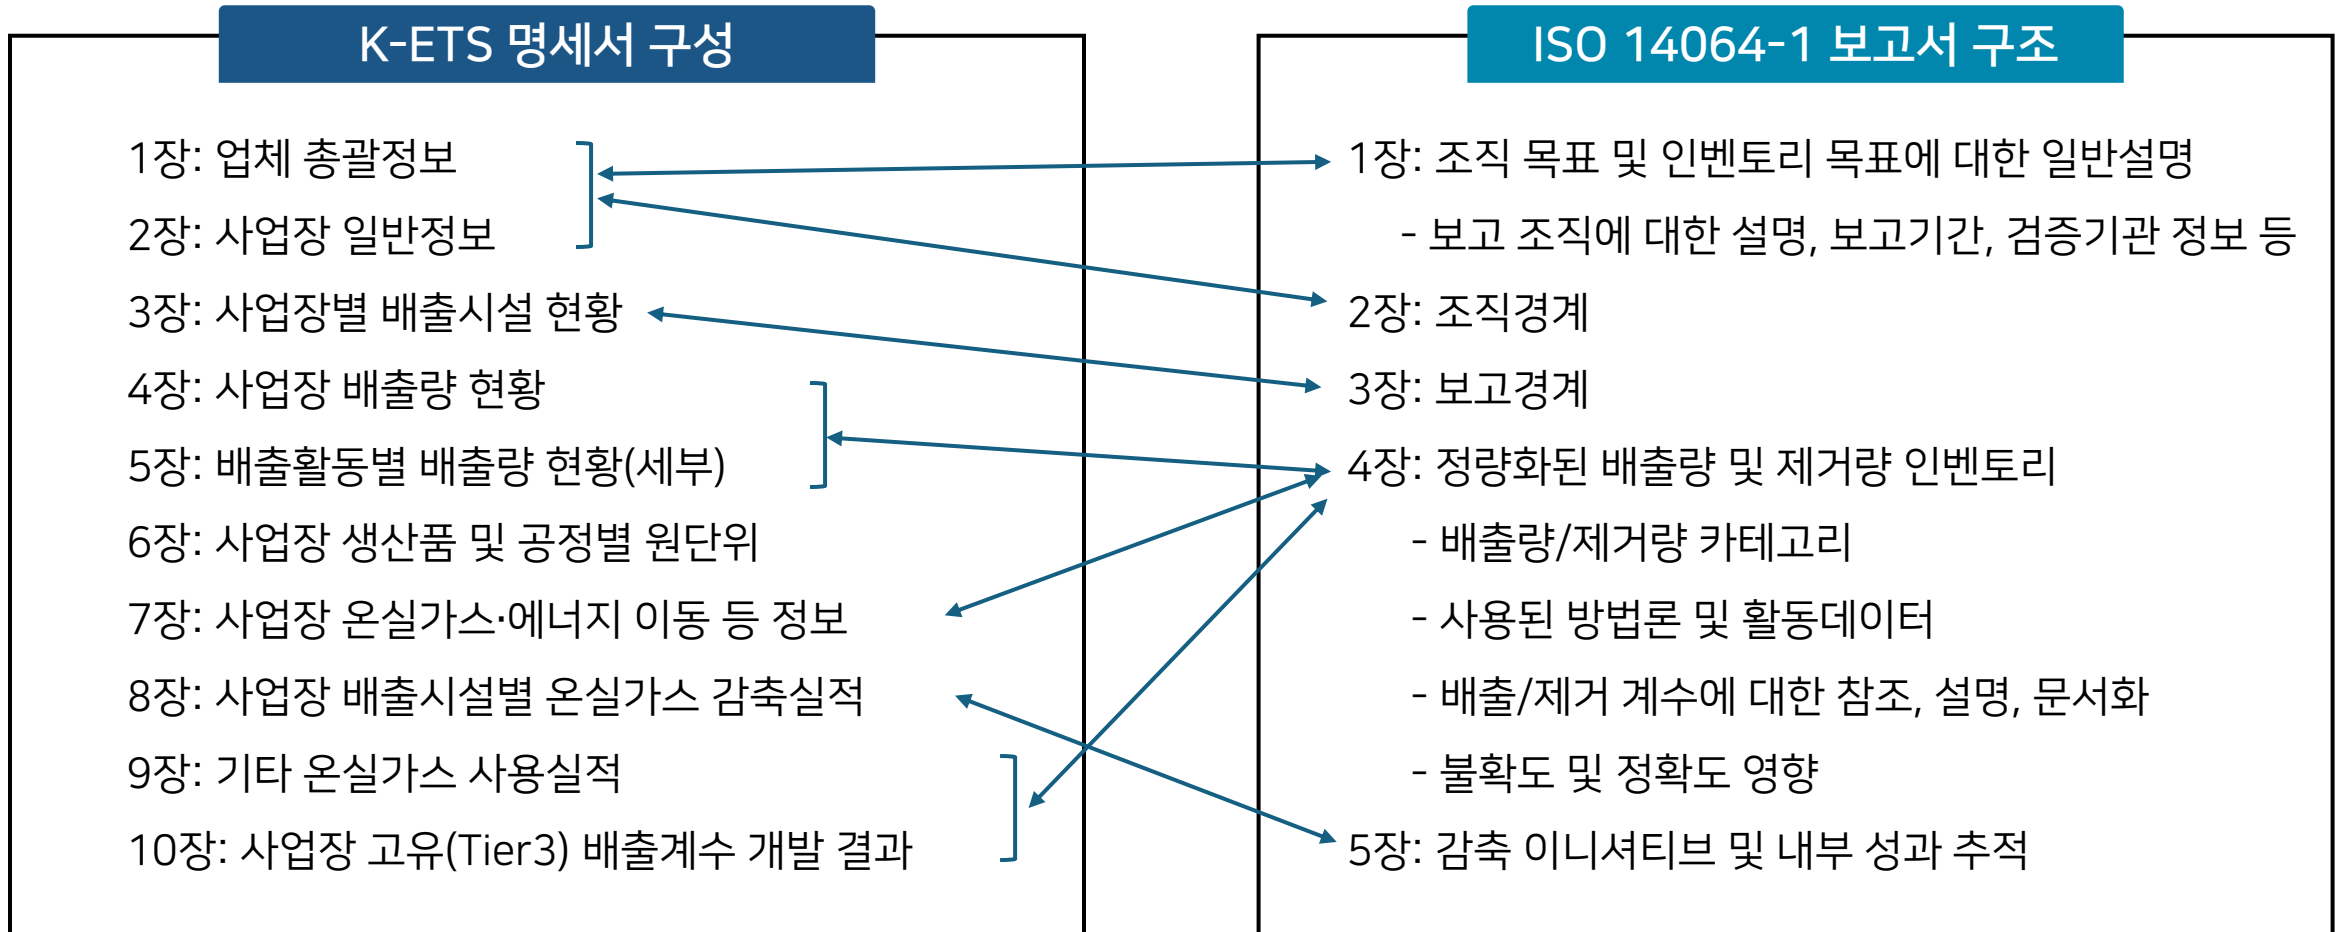 K-ETS 명세서 구성
1장: 업체 총괄정보
2장: 사업장 일반정보
3장: 사업장별 배출시설 현황
4장: 사업장 배출량 현황
5장: 배출활동별 배출량 현황(세부)
6장: 사업장 생산품 및 공정별 원단위
7장: 사업장 온실가스·에너지 이동 등 정보
8장: 사업장 배출시설별 온실가스 감축실적
9장: 기타 온실가스 사용실적
10장: 사업장 고유(Tier3) 배출계수 개발 결과
ISO 14064-1 보고서 구조
1장: 조직 목표 및 인벤토리 목표에 대한 일반설명
- 보고 조직에 대한 설명, 보고기간, 검증기관 정보 등
2장: 조직경계
3장: 보고경계
4장: 정량화된 배출량 및 제거량 인벤토리
- 배출량/제거량 카테고리
- 사용된 방법론 및 활동데이터
- 배출/제거 계수에 대한 참조, 설명, 문서화
- 불확도 및 정확도 영향
5장: 감축 이니셔티브 및 내부 성과 추적